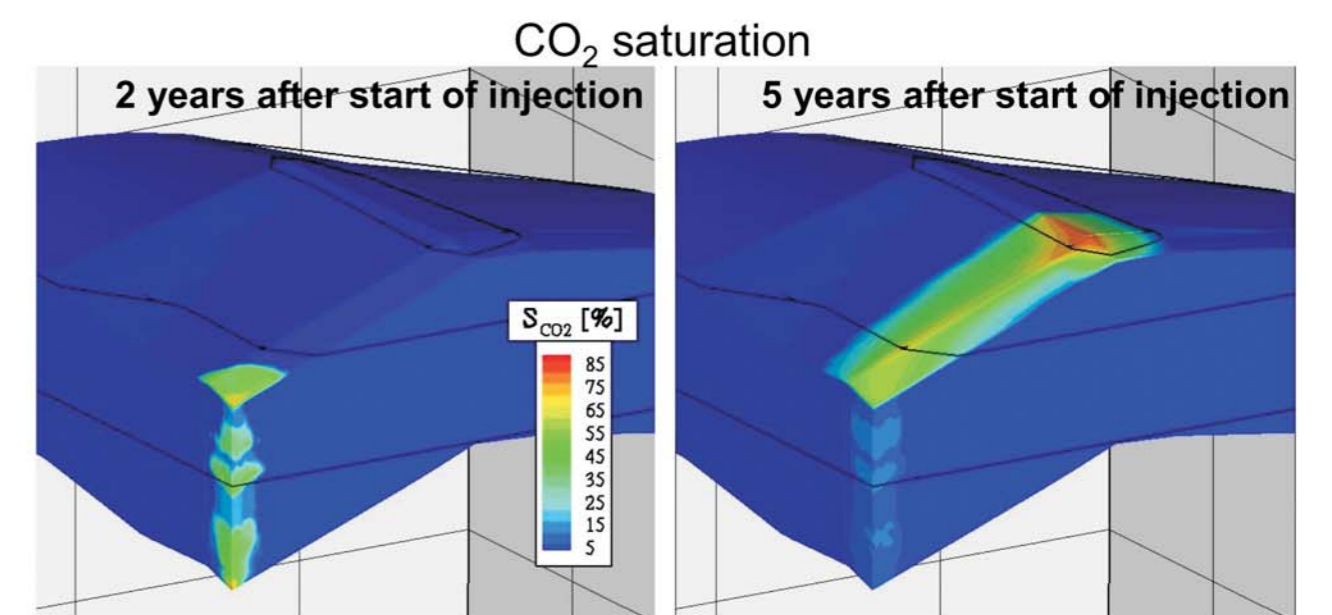 CO₂ saturation
2 years after start of injection
5 years after start of injection
S_CO2 [%]
85
75
65
55
45
35
25
15
5